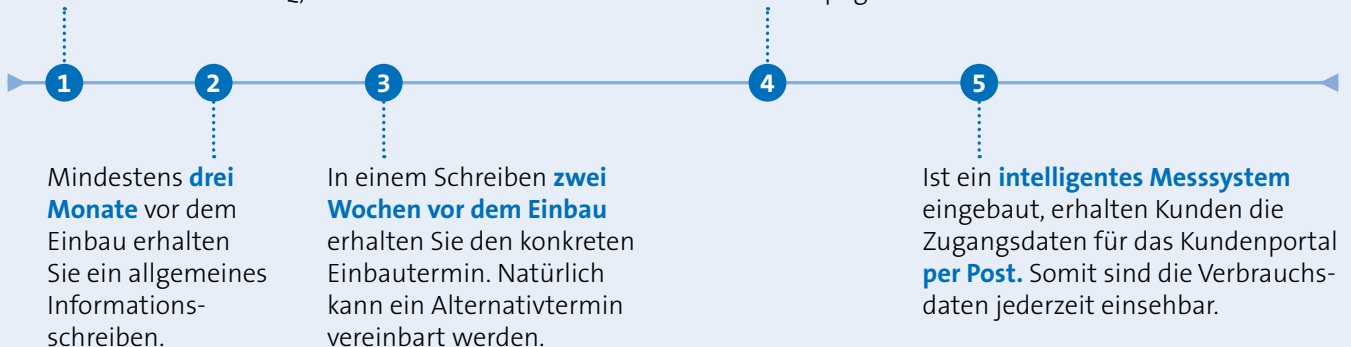 1
2
3
4
5
Mindestens drei
Monate vor dem
Einbau erhalten
Sie ein allgemeines
Informations-
schreiben.
In einem Schreiben zwei
Wochen vor dem Einbau
erhalten Sie den konkreten
Einbautermin. Natürlich
kann ein Alternativtermin
vereinbart werden.
Ist ein intelligentes Messsystem
eingebaut, erhalten Kunden die
Zugangsdaten für das Kundenportal
per Post. Somit sind die Verbrauchs-
daten jederzeit einsehbar.